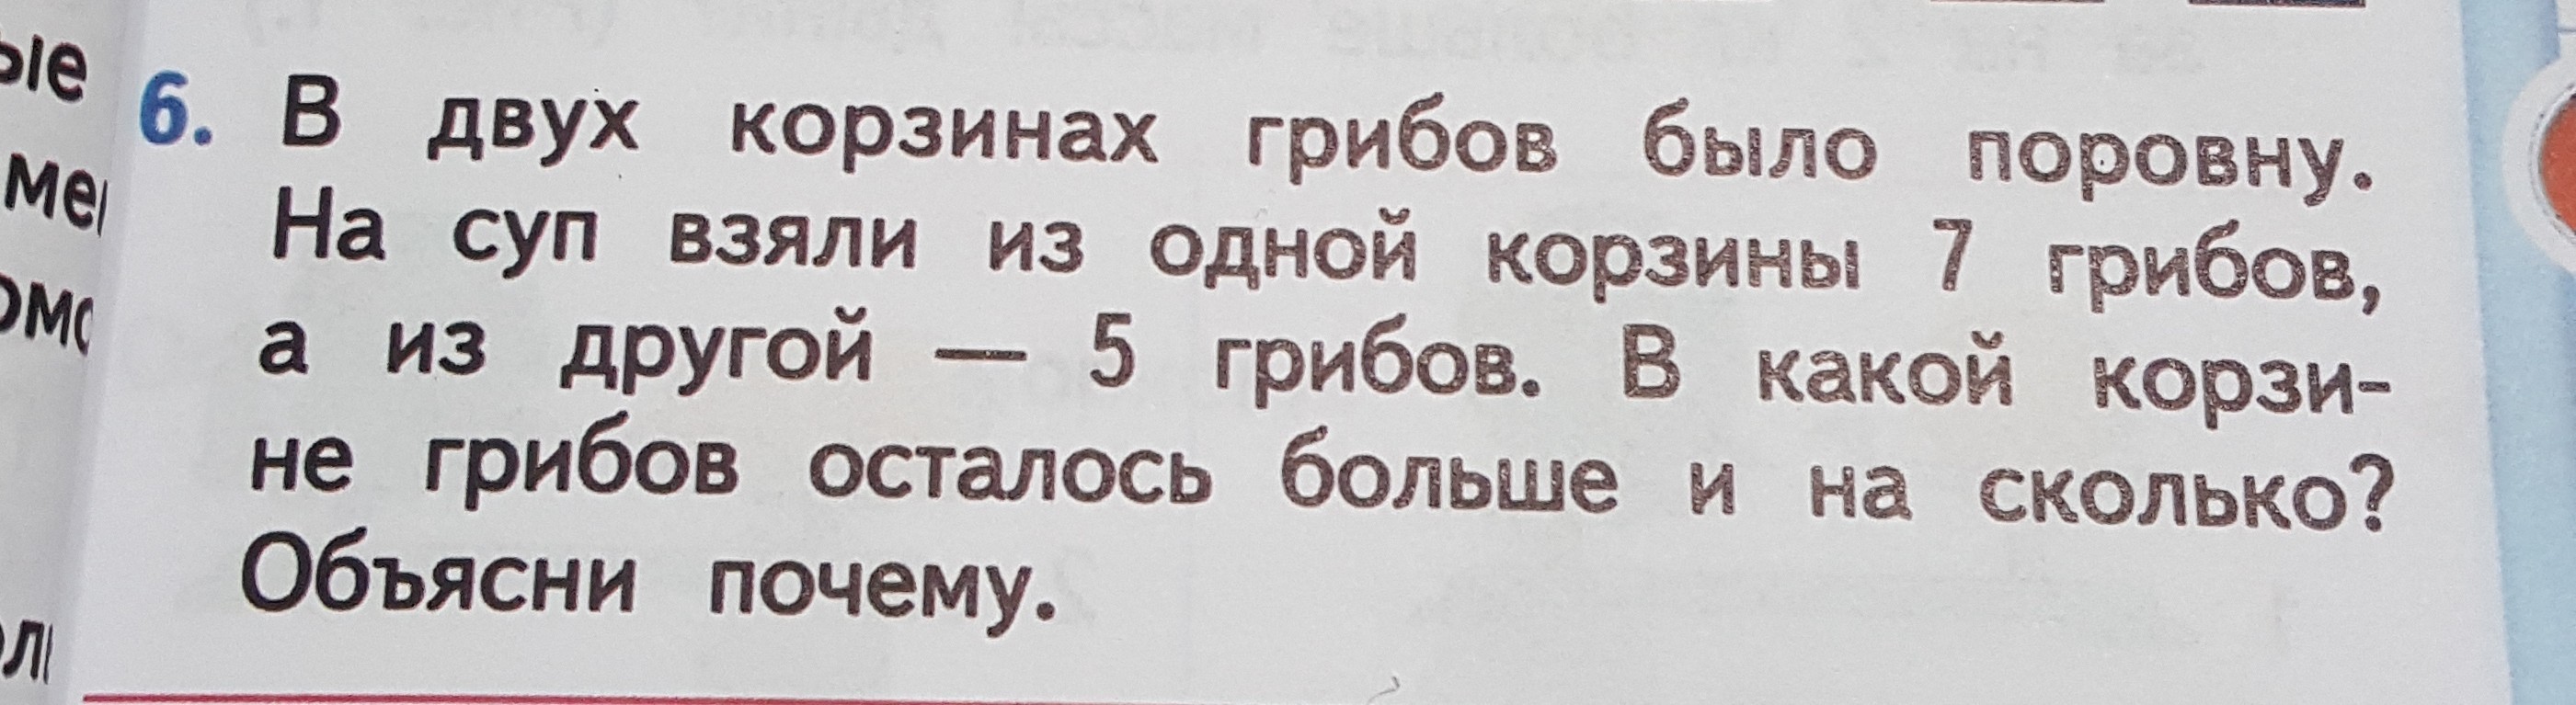 6. В двух корзинах грибов было поровну.
На суп взяли из одной корзины 7 грибов,
а из другой — 5 грибов. В какой корзи-
не грибов осталось больше и на сколько?
Объясни почему.